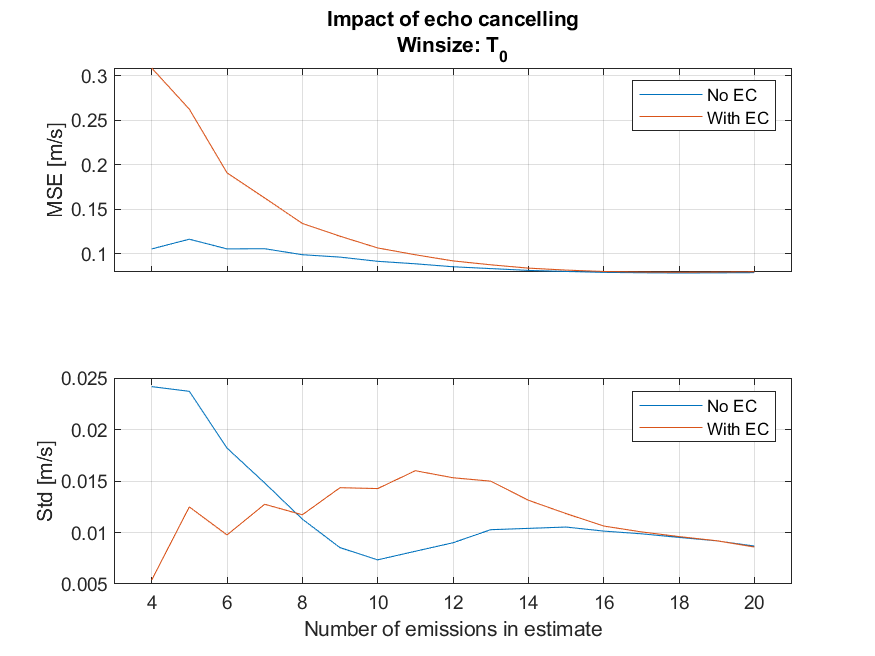 Impact of echo cancelling
Winsize: T0
0.3
0.25
0.2
0.15
0.1
MSE [m/s]
No EC
With EC
0.025
0.02
0.015
0.01
0.005
Std [m/s]
No EC
With EC
4 6 8 10 12 14 16 18 20
Number of emissions in estimate